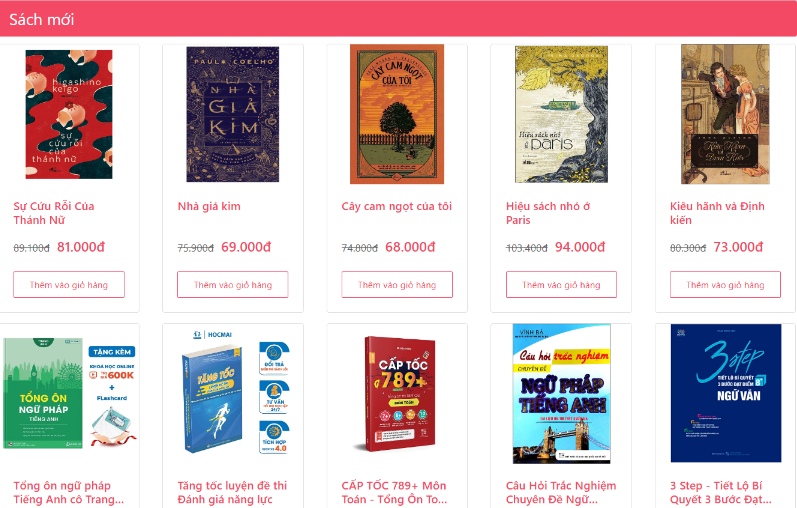 Sách mới
higashino
keigo
sự
cứu rỗi
của
thánh nữ
PAULO COELHO
NHÀ
GIẢ
KIM
CÂY CAM NGỌT
CỦA TÔI
Hiệu sách nhỏ
ở paris
Kiêu Hãnh
và
Định Kiến
Sự Cứu Rỗi Của
Thánh Nữ
Nhà giả kim
Cây cam ngọt của tôi
Hiệu sách nhỏ ở
Paris
Kiêu hãnh và Định
kiến
89.100đ 81.000đ
75.900đ 69.000đ
74.800đ 68.000đ
103.400đ 94.000đ
80.300đ 73.000đ
Thêm vào giỏ hàng
Thêm vào giỏ hàng
Thêm vào giỏ hàng
Thêm vào giỏ hàng
Thêm vào giỏ hàng
TỔNG ÔN
NGỮ PHÁP
TIẾNG ANH
TẶNG KÈM
KHOÁ HỌC ONLINE
600K
+
FLashcard
HOCMAI
TĂNG TỐC
ĐỔI TRẢ
TƯ VẤN
24/7
TÍCH HỢP
4.0
CẤP TỐC
789+
VĨNH BÁ
Câu hỏi trắc nghiệm
CHUYÊN ĐỀ
NGỮ PHÁP
TIẾNG ANH
3 step
TIẾT LỘ BÍ QUYẾT
3 BƯỚC ĐẠT ĐIỂM 8+
NGỮ VĂN
Tổng ôn ngữ pháp
Tiếng Anh cô Trang...
Tăng tốc luyện đề thi
Đánh giá năng lực
CẤP TỐC 789+ Môn
Toán - Tổng Ôn To...
Câu Hỏi Trắc Nghiệm
Chuyên Đề Ngữ...
3 Step - Tiết Lộ Bí
Quyết 3 Bước Đạt...